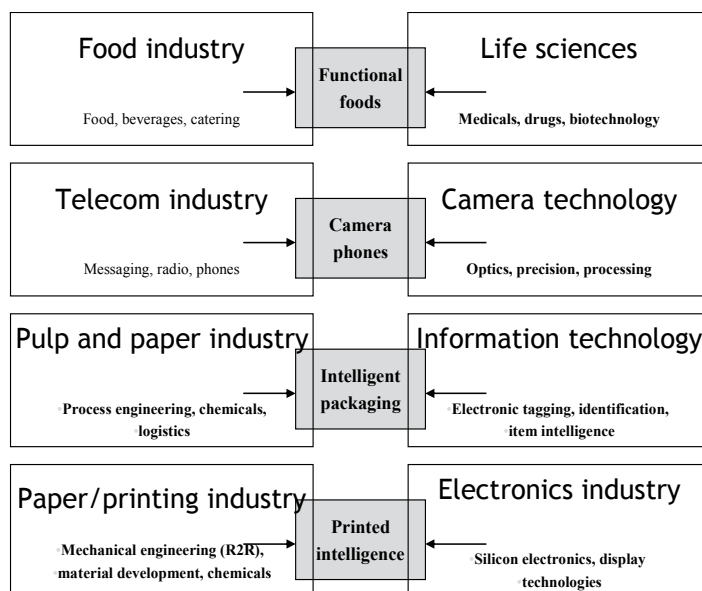 Food industry
Food, beverages, catering
Functional
foods
Life sciences
Medicals, drugs, biotechnology
Telecom industry
Messaging, radio, phones
Camera
phones
Camera technology
Optics, precision, processing
Pulp and paper industry
•Process engineering, chemicals,
•logistics
Intelligent
packaging
Information technology
•Electronic tagging, identification,
•item intelligence
Paper/printing industry
•Mechanical engineering (R2R),
•material development, chemicals
Printed
intelligence
Electronics industry
•Silicon electronics, display
•technologies